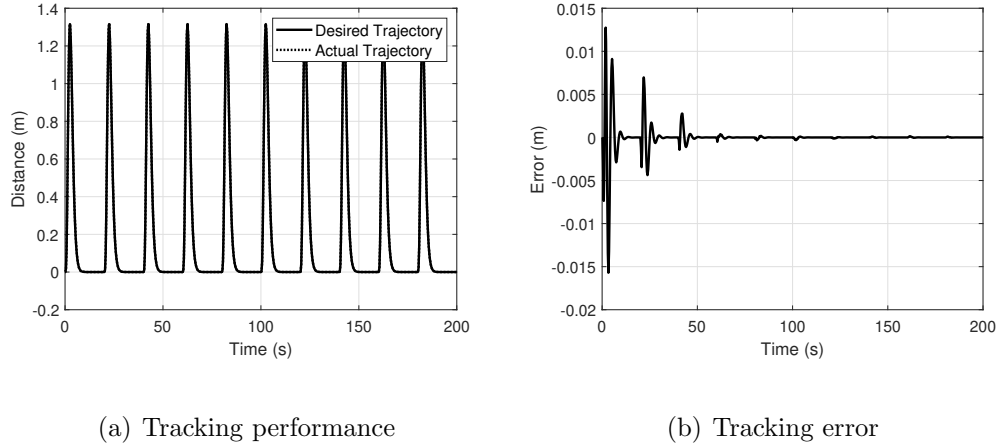 1.4
1.2
1
0.8
0.6
0.4
0.2
0
-0.2
Distance (m)
Desired Trajectory
Actual Trajectory
0 50 100 150 200
Time (s)
(a) Tracking performance
0.015
0.01
0.005
0
-0.005
-0.01
-0.015
-0.02
Error (m)
0 50 100 150 200
Time (s)
(b) Tracking error